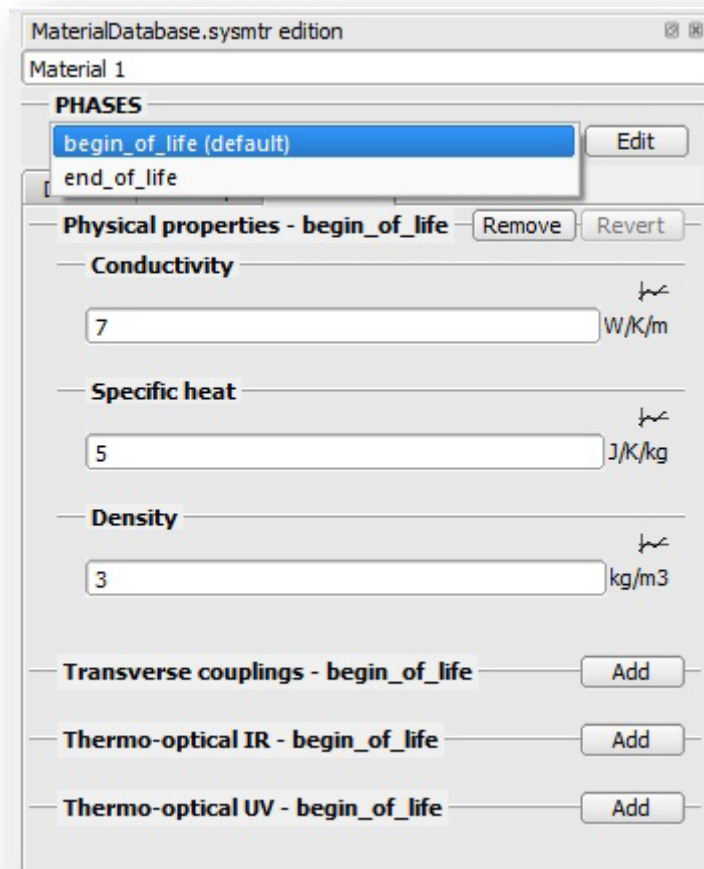 MaterialDatabase.sysmtr edition
Material 1
PHASES
begin_of_life (default)
Edit
end_of_life
Physical properties - begin_of_life Remove Revert
Conductivity
7 W/K/m
Specific heat
5 J/K/kg
Density
3 kg/m3
Transverse couplings - begin_of_life Add
Thermo-optical IR - begin_of_life Add
Thermo-optical UV - begin_of_life Add